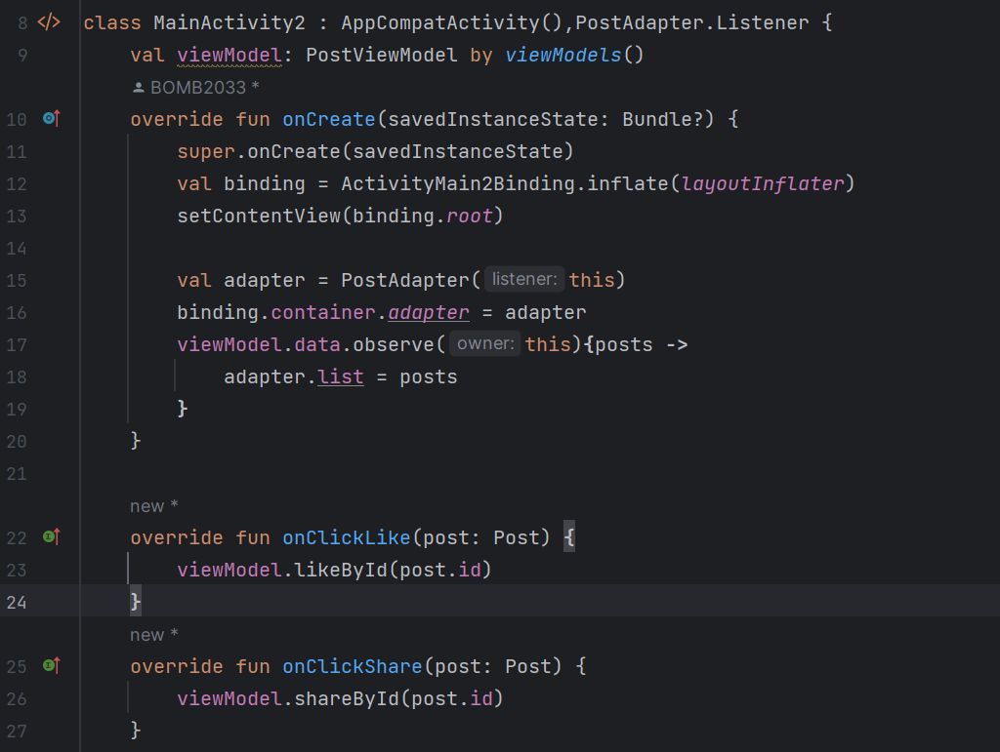 8 </> class MainActivity2 : AppCompatActivity(),PostAdapter.Listener {
9 val viewModel: PostViewModel by viewModels()
BOMB2033 *
10 override fun onCreate(savedInstanceState: Bundle?) {
11 super.onCreate(savedInstanceState)
12 val binding = ActivityMain2Binding.inflate(layoutInflater)
13 setContentView(binding.root)
14
15 val adapter = PostAdapter( listener: this)
16 binding.container.adapter = adapter
17 viewModel.data.observe( owner: this){posts ->
18 adapter.list = posts
19 }
20 }
21
new *
22 override fun onClickLike(post: Post) {
23 viewModel.likeById(post.id)
24 }
new *
25 override fun onClickShare(post: Post) {
26 viewModel.shareById(post.id)
27 }